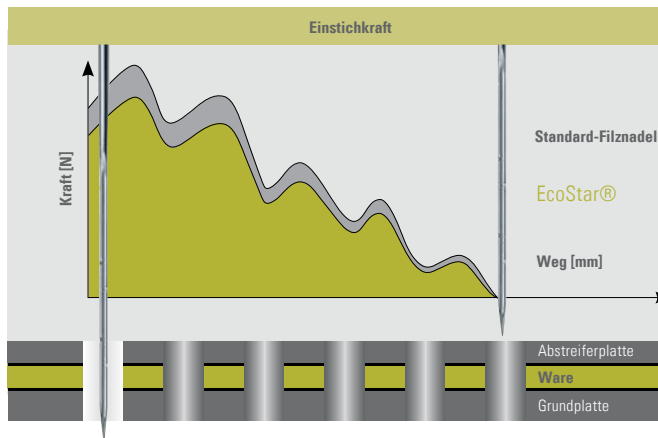 Einstichkraft
Kraft [N]
Standard-Filznadel
EcoStar®
Weg [mm]
Abstreiferplatte
Ware
Grundplatte